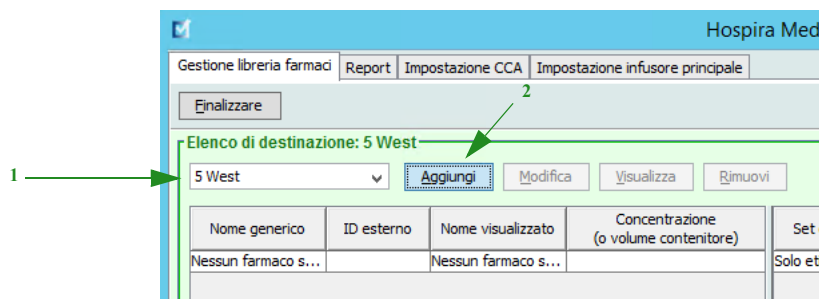 Hospira Med
Gestione libreria farmaci Report Impostazione CCA Impostazione infusore principale
Finalizzare
2
Elenco di destinazione: 5 West
1
5 West Aggiungi Modifica Visualizza Rimuovi
Nome generico ID esterno Nome visualizzato Concentrazione (o volume contenitore) Set
Nessun farmaco s... Nessun farmaco s... Solo et